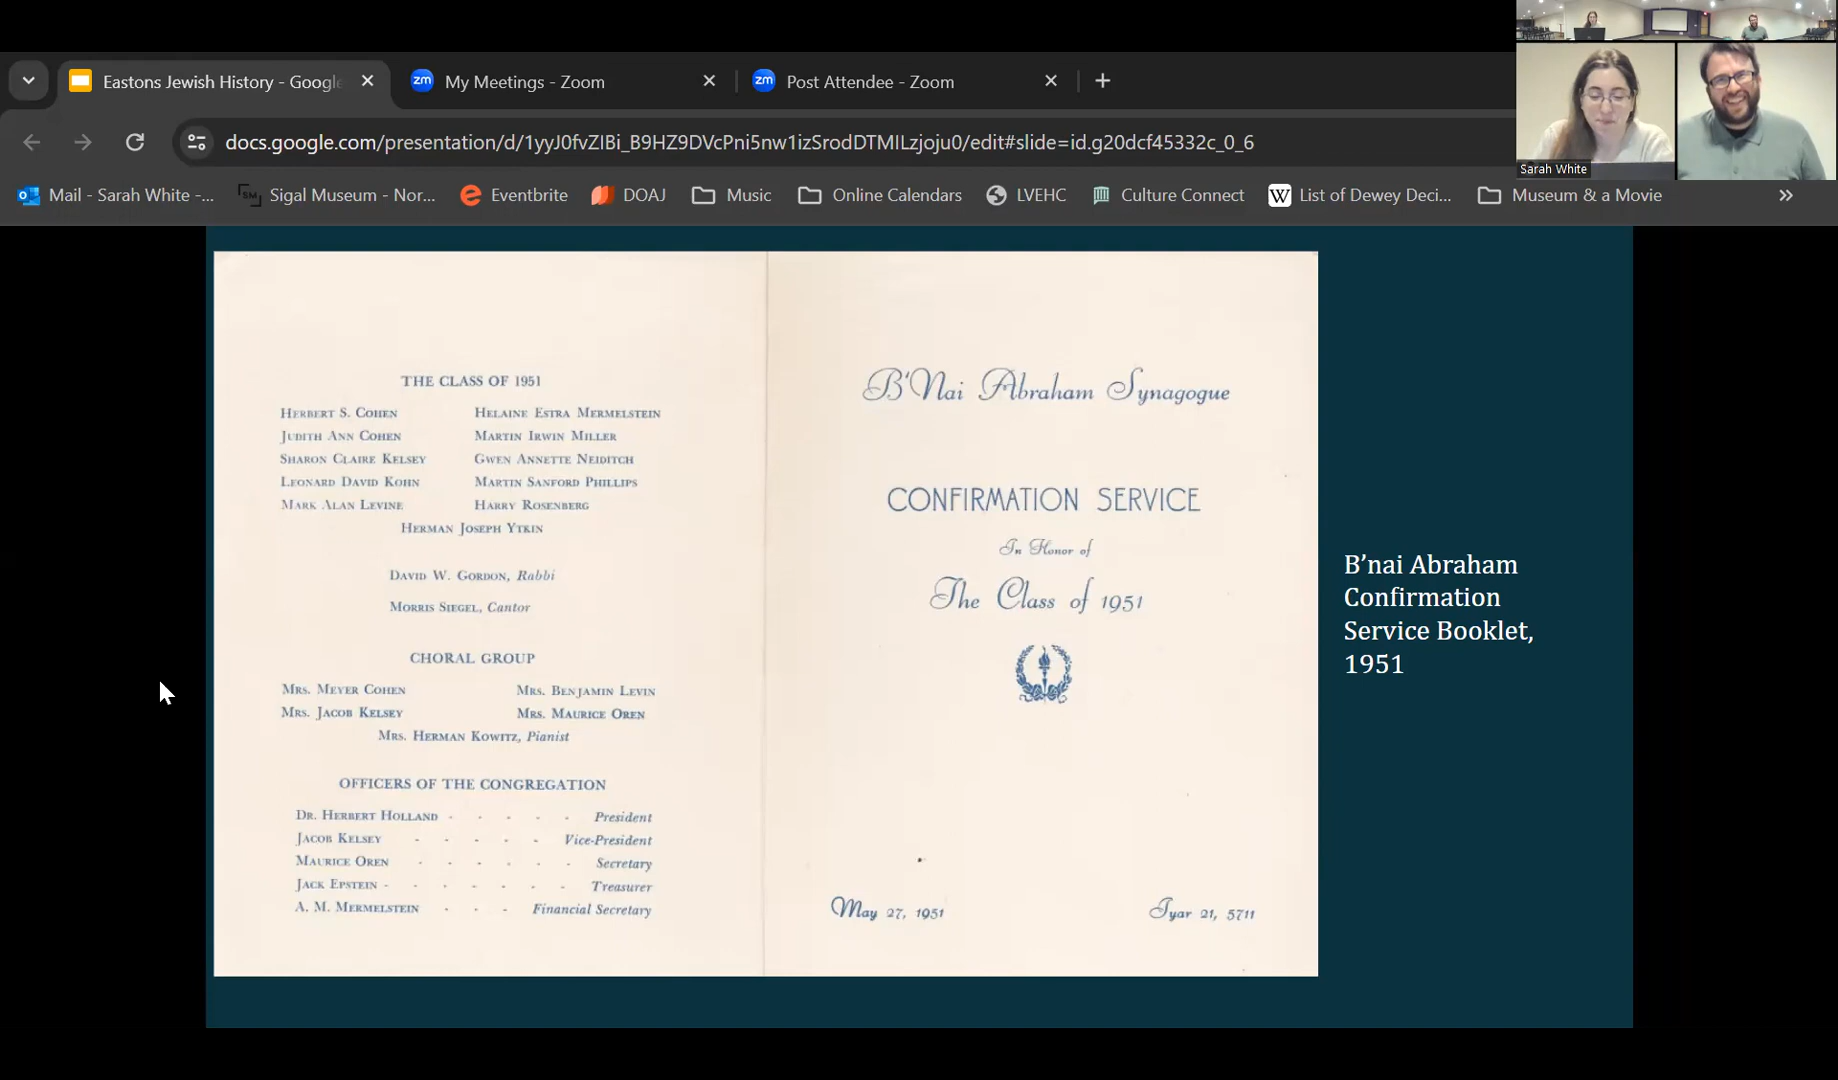 Eastons Jewish History - Google
My Meetings - Zoom
Post Attendee - Zoom
docs.google.com/presentation/d/1yyJ0fvZIBi_B9HZ9DVcPni5nw1izSrodDTMILzjoju0/edit#slide=id.g20dcf45332c_0_6
Sarah White
Mail - Sarah White -...
SM
Sigal Museum - Nor...
Eventbrite
DOAJ
Music
Online Calendars
LVEHC
Culture Connect
W
List of Dewey Deci...
Museum & a Movie
»
THE CLASS OF 1951
HERBERT S. COHEN
HELAINE ESTRA MERMELSTEIN
JUDITH ANN COHEN
MARTIN IRWIN MILLER
SHARON CLAIRE KELSEY
GWEN ANNETTE NEIDITCH
LEONARD DAVID KOHN
MARTIN SANFORD PHILLIPS
MARK ALAN LEVINE
HARRY ROSENBERG
HERMAN JOSEPH YTKIN
DAVID W. GORDON, Rabbi
MORRIS SIEGEL, Cantor
CHORAL GROUP
MRS. MEYER COHEN
MRS. BENJAMIN LEVIN
MRS. JACOB KELSEY
MRS. MAURICE OREN
MRS. HERMAN KOWITZ, Pianist
OFFICERS OF THE CONGREGATION
DR. HERBERT HOLLAND - - - - - President
JACOB KELSEY - - - - - Vice-President
MAURICE OREN - - - - - - Secretary
JACK EPSTEIN - - - - - - - Treasurer
A. M. MERMELSTEIN - - - Financial Secretary
B'Nai Abraham Synagogue
CONFIRMATION SERVICE
In Honor of
The Class of 1951
May 27, 1951
Iyar 21, 5711
B’nai Abraham
Confirmation
Service Booklet,
1951